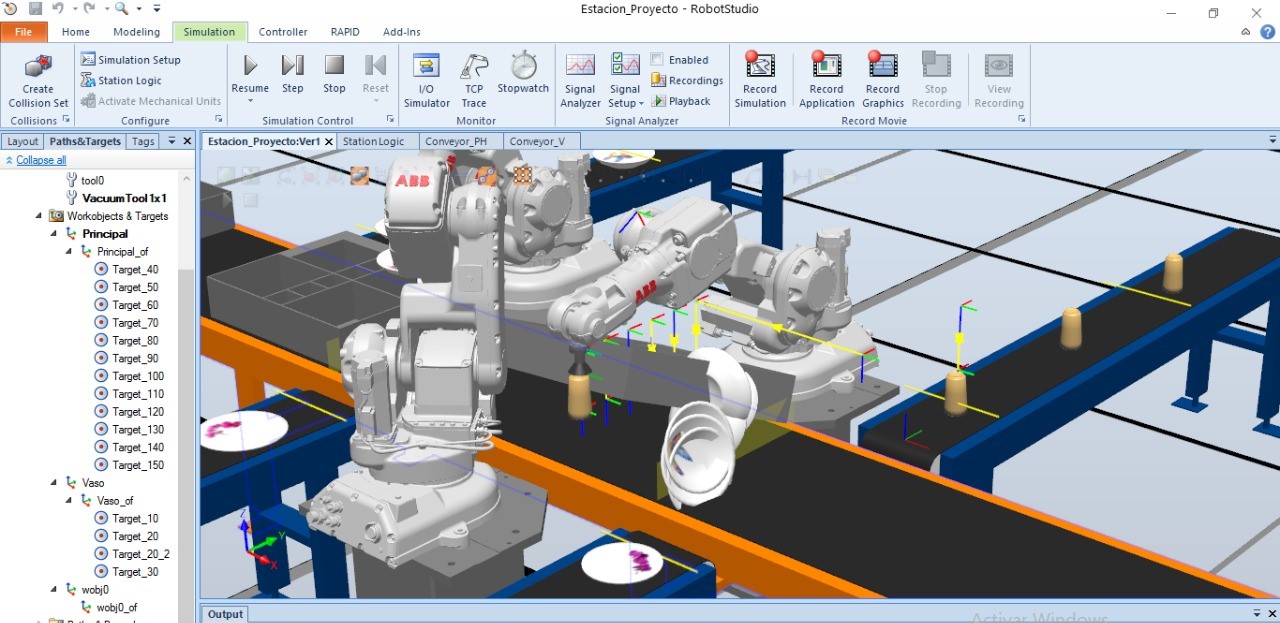 Estacion_Proyecto - RobotStudio
File Home Modeling Simulation Controller RAPID Add-Ins
Create
Collision Set
Collisions
Simulation Setup
Station Logic
Activate Mechanical Units
Configure
Resume Step Stop Reset
Simulation Control
I/O
Simulator
TCP
Trace
Stopwatch
Monitor
Signal
Analyzer
Signal
Setup
Enabled
Recordings
Playback
Signal Analyzer
Record
Simulation
Record
Application
Record
Graphics
Stop
Recording
View
Recording
Record Movie
Layout Paths&Targets Tags
Collapse all
tool0
VacuumTool1x1
Workobjects & Targets
Principal
Principal_of
Target_40
Target_50
Target_60
Target_70
Target_80
Target_90
Target_100
Target_110
Target_120
Target_130
Target_140
Target_150
Vaso
Vaso_of
Target_10
Target_20
Target_20_2
Target_30
wobj0
wobj0_of
Estacion_Proyecto:Ver1 Station Logic Conveyor_PH Conveyor_V
ABB
ABB
X
Y
Output
Activar Windows